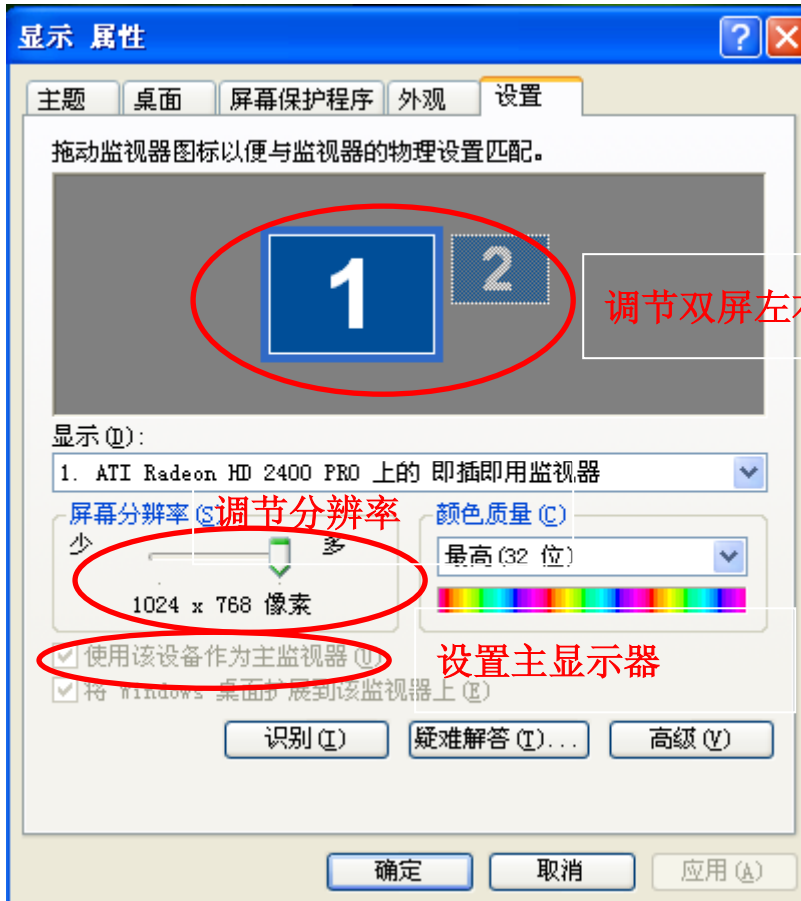 显示 属性
主题 桌面 屏幕保护程序 外观 设置
拖动监视器图标以便与监视器的物理设置匹配。
1 2
调节双屏左
显示(D):
1. ATI Radeon HD 2400 PRO 上的 即插即用监视器
屏幕分辨率(S 调节分辨率
颜色质量(C)
少 多
最高(32 位)
1024 x 768 像素
使用该设备作为主监视器(U)
设置主显示器
将 Windows 桌面扩展到该监视器上(E)
识别(I) 疑难解答(T)... 高级(V)
确定 取消 应用(A)